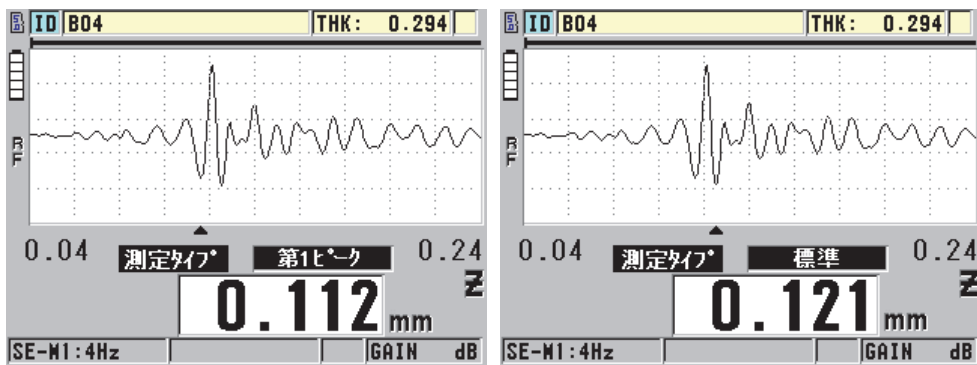 ID B04 THK: 0.294
RF
0.04 測定ﾀｲﾌﾟ 第1ﾋﾟｰｸ 0.24
Z
0.112 mm
SE-M1:4Hz GAIN dB
ID B04 THK: 0.294
RF
0.04 測定ﾀｲﾌﾟ 標準 0.24
Z
0.121 mm
SE-M1:4Hz GAIN dB